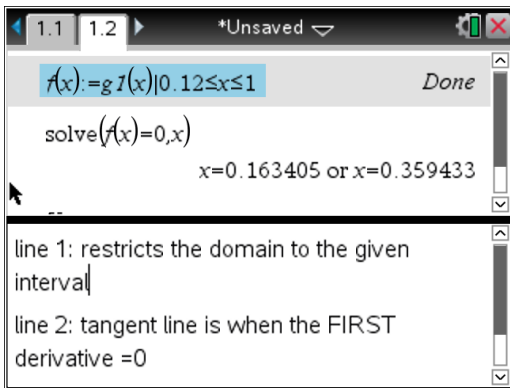 1.1 1.2 *Unsaved
f(x):=g1(x)|0.12≤x≤1 Done
solve(f(x)=0,x)
x=0.163405 or x=0.359433
line 1: restricts the domain to the given
interval
line 2: tangent line is when the FIRST
derivative =0